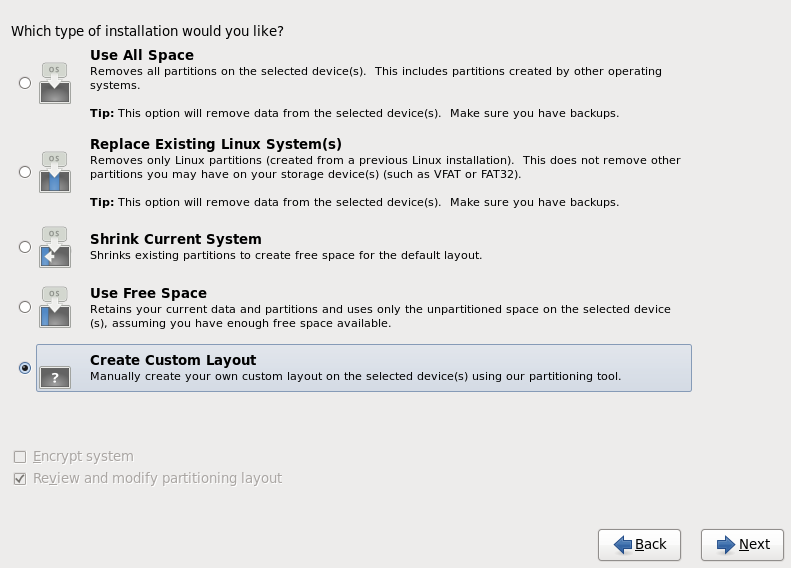 Which type of installation would you like?
OS
Use All Space
Removes all partitions on the selected device(s).  This includes partitions created by other operating
systems.
Tip: This option will remove data from the selected device(s).  Make sure you have backups.
OS
Replace Existing Linux System(s)
Removes only Linux partitions (created from a previous Linux installation).  This does not remove other
partitions you may have on your storage device(s) (such as VFAT or FAT32).
Tip: This option will remove data from the selected device(s).  Make sure you have backups.
OS
Shrink Current System
Shrinks existing partitions to create free space for the default layout.
OS
Use Free Space
Retains your current data and partitions and uses only the unpartitioned space on the selected device
(s), assuming you have enough free space available.
?
Create Custom Layout
Manually create your own custom layout on the selected device(s) using our partitioning tool.
Encrypt system
Review and modify partitioning layout
Back
Next